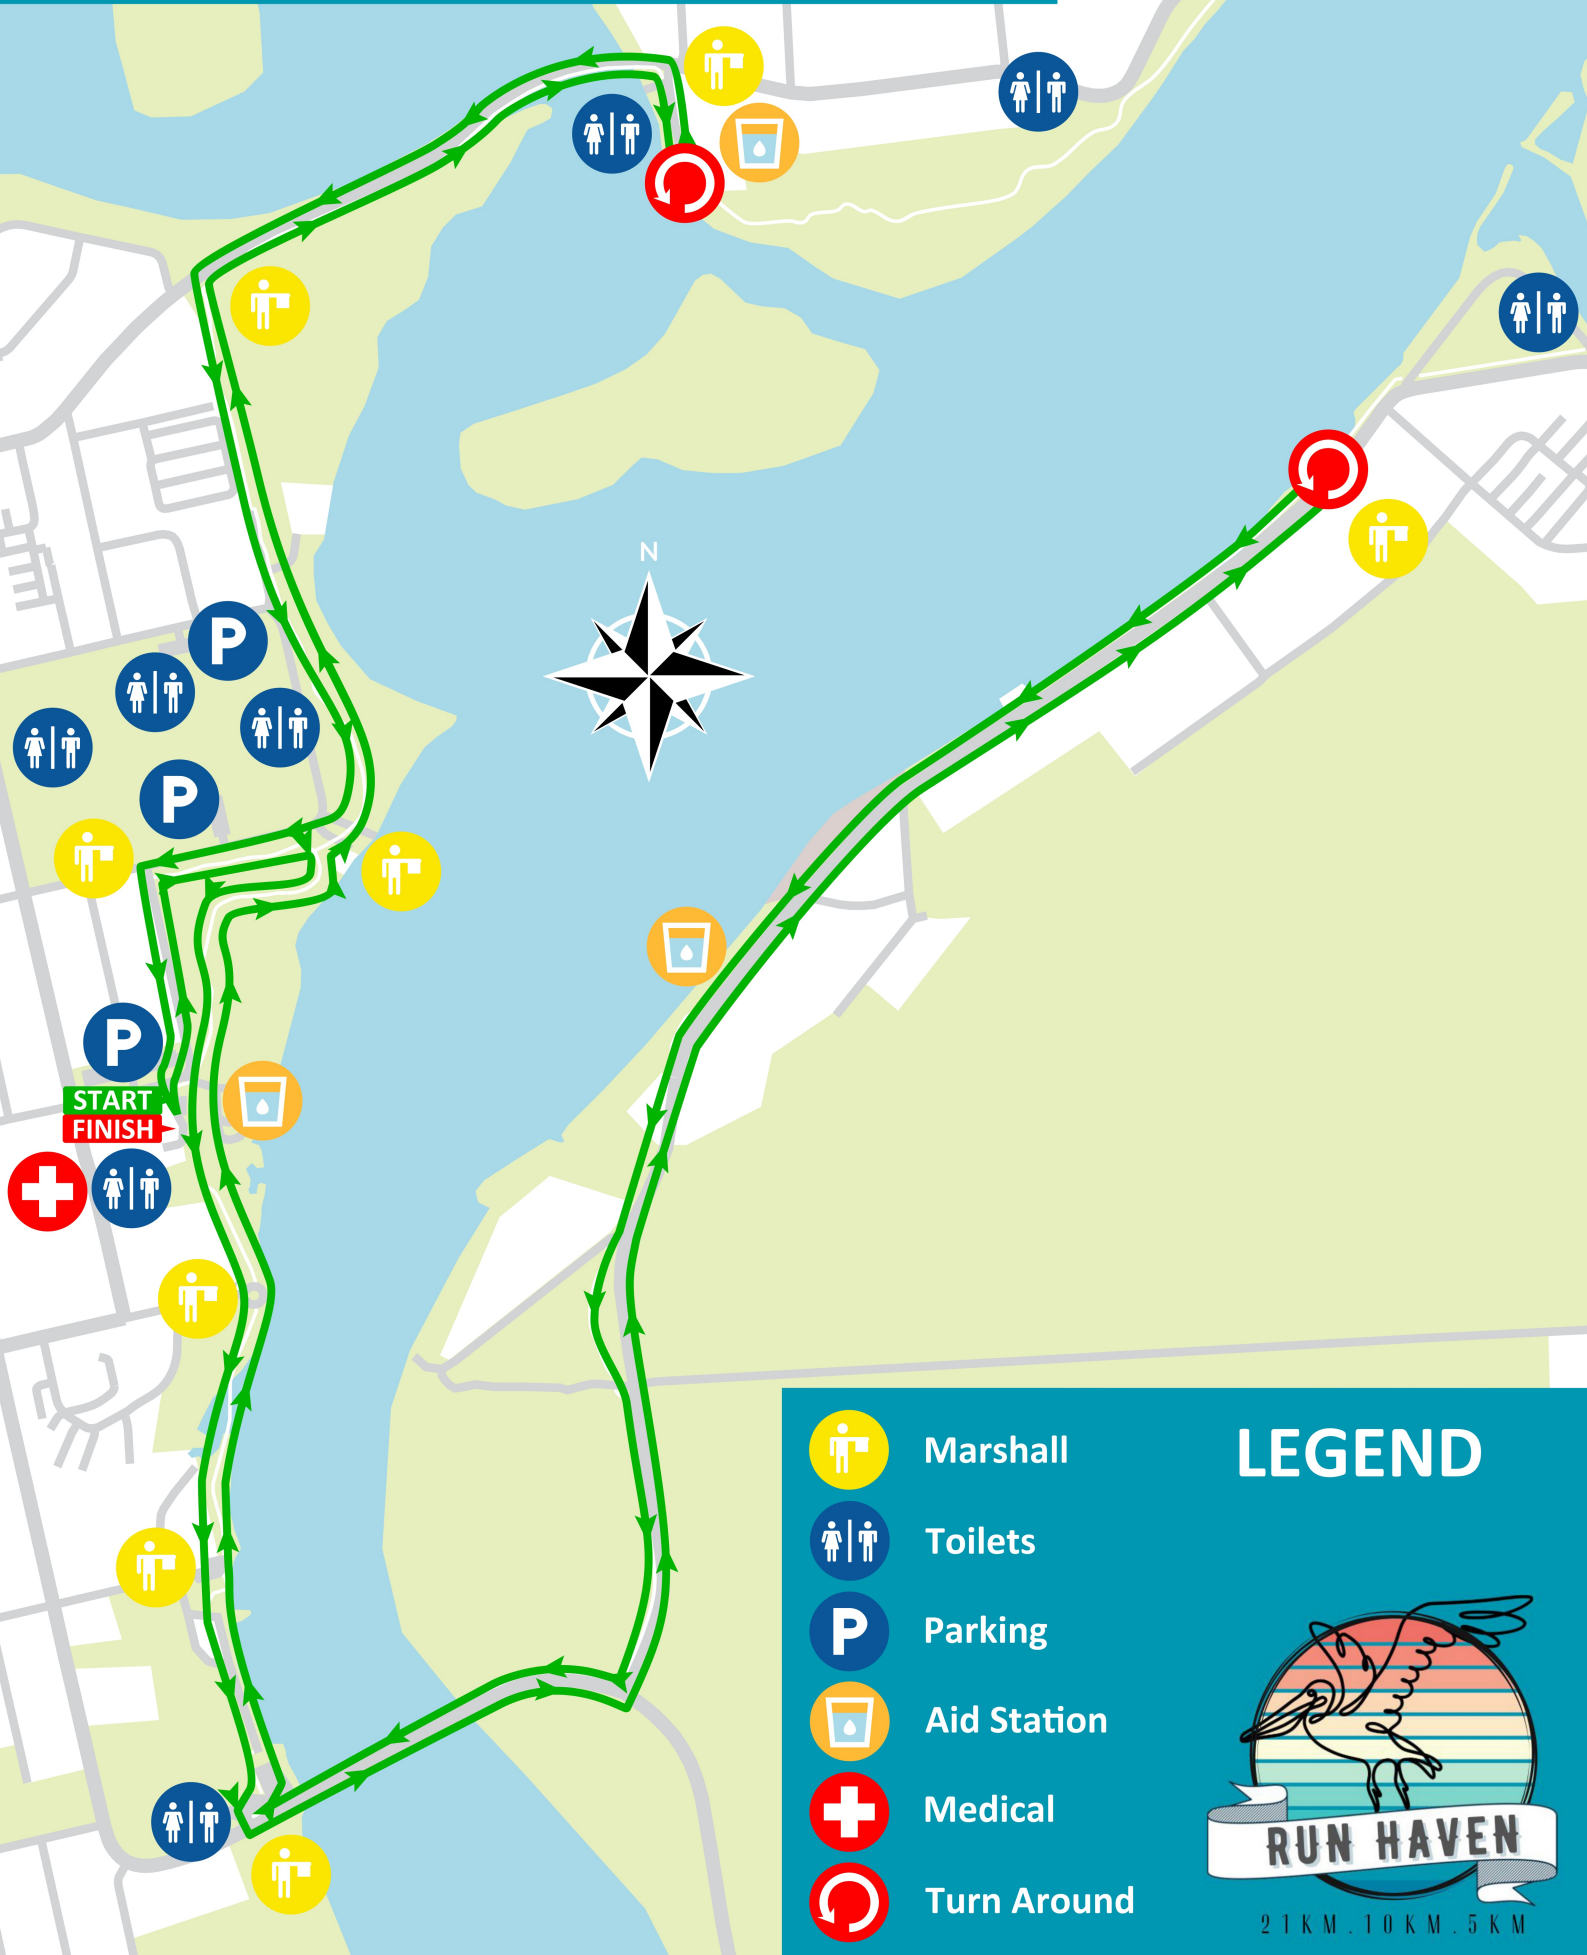 N
P
P
P
START
FINISH
LEGEND
Marshall
Toilets
P
Parking
Aid Station
Medical
Turn Around
RUN HAVEN
21KM.10KM.5KM